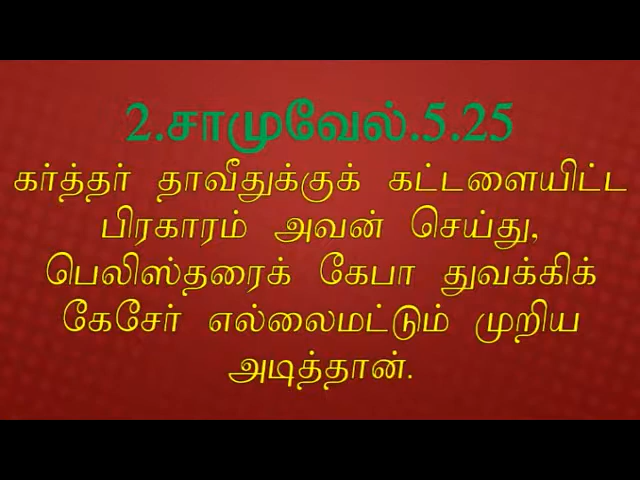 2.சாமுவேல்.5.25
கர்த்தர் தாவீதுக்குக் கட்டளையிட்ட
பிரகாரம் அவன் செய்து,
பெலிஸ்தரைக் கேபா துவக்கிக்
கேசேர் எல்லைமட்டும் முறிய
அடித்தான்.